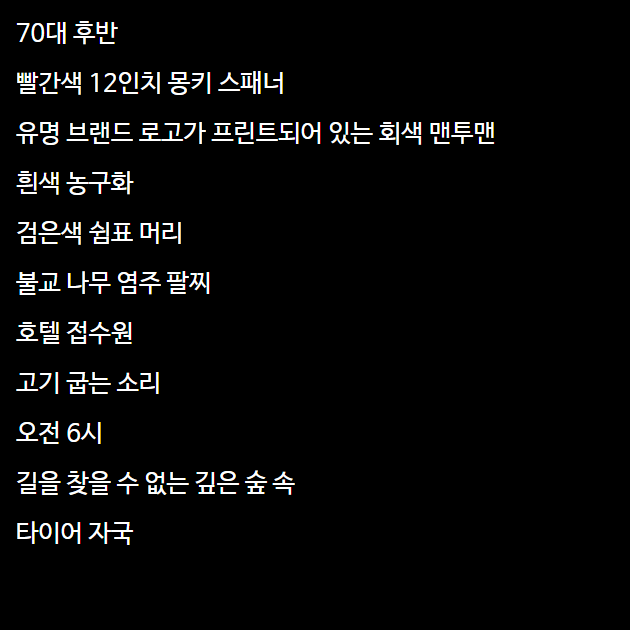 70대 후반
빨간색 12인치 몽키 스패너
유명 브랜드 로고가 프린트되어 있는 회색 맨투맨
흰색 농구화
검은색 쉼표 머리
불교 나무 염주 팔찌
호텔 접수원
고기 굽는 소리
오전 6시
길을 찾을 수 없는 깊은 숲 속
타이어 자국